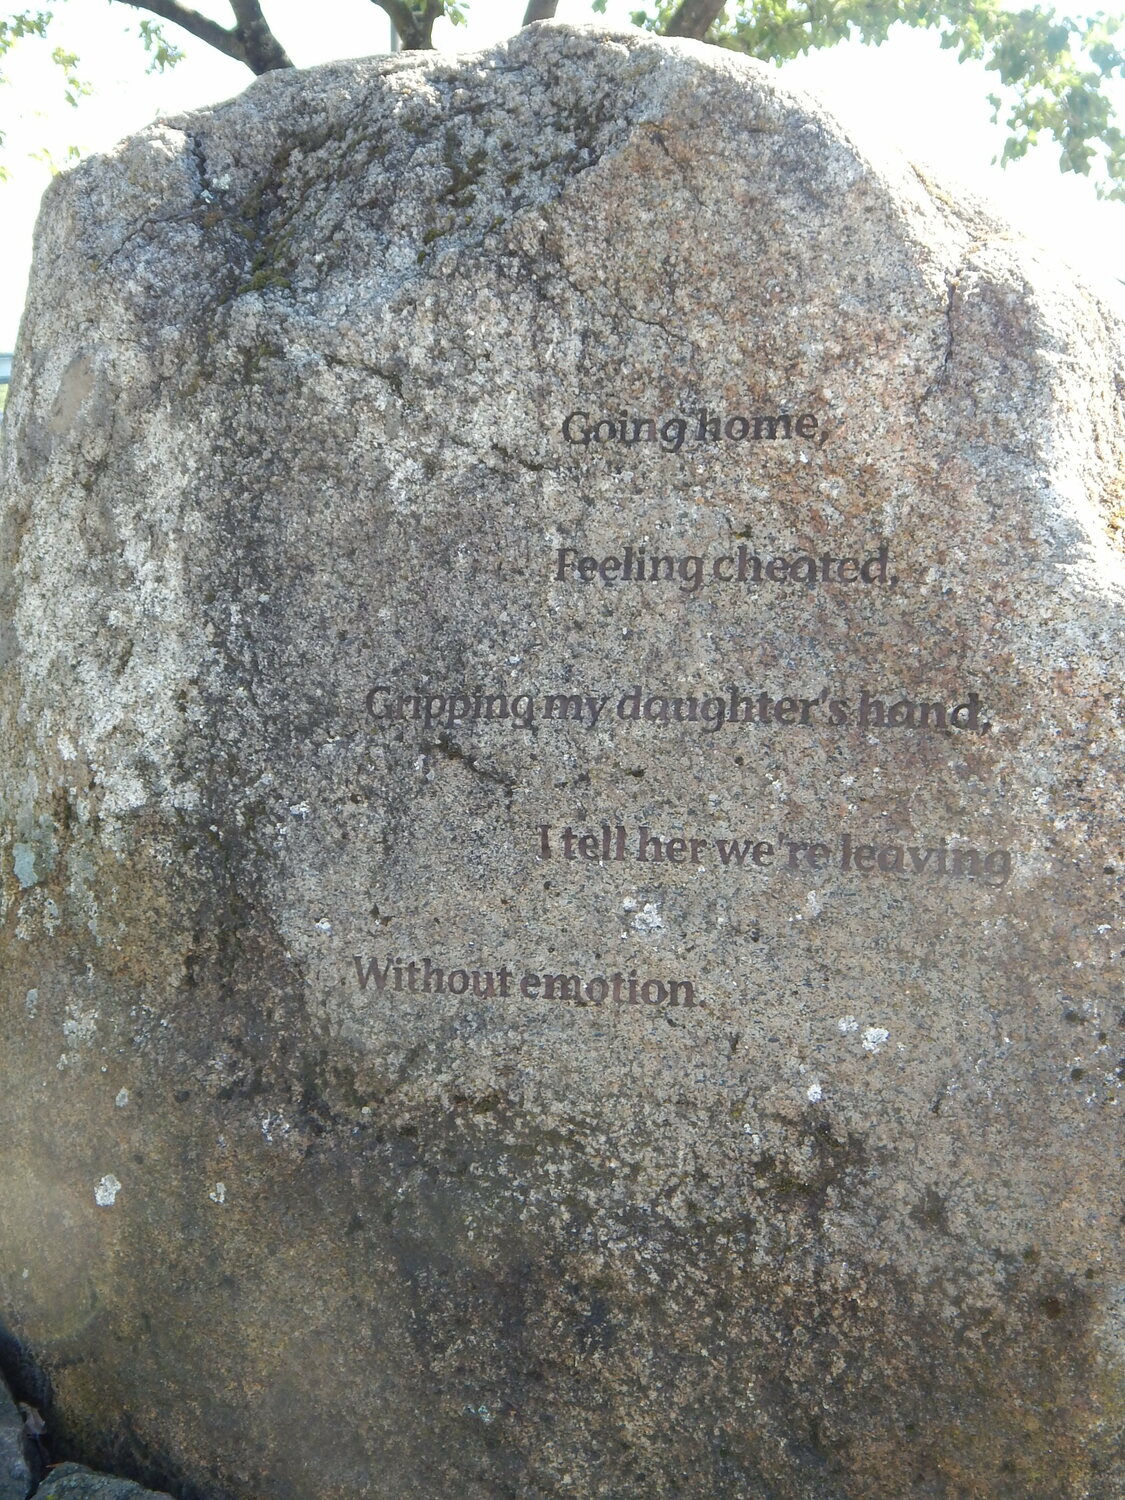 Going home,
Feeling cheated,
Gripping my daughter's hand,
I tell her we're leaving
Without emotion.